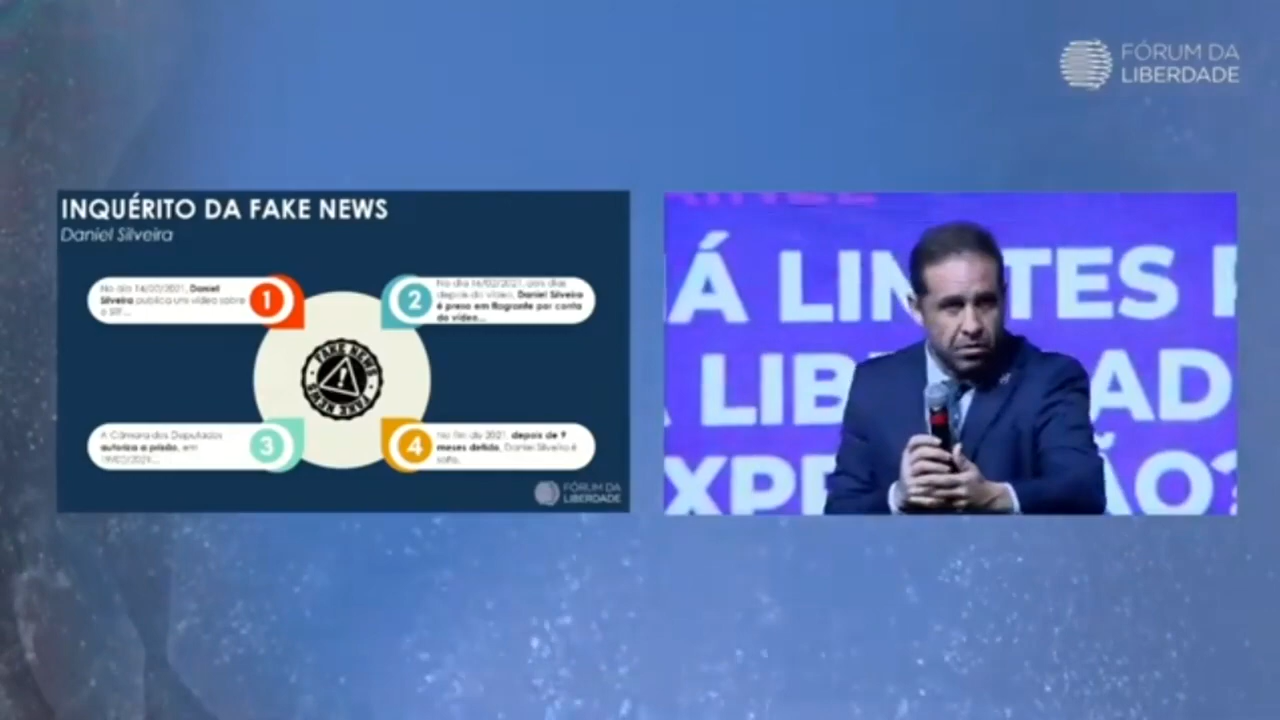 FÓRUM DA
LIBERDADE
INQUÉRITO DA FAKE NEWS
Daniel Silveira
No dia 14/02/2021, Daniel
Silveira publica um vídeo sobre
o STF...
1
2
No dia 16/02/2021, dois dias
depois do vídeo, Daniel Silveira
é preso em flagrante por conta
do vídeo...
FAKE NEWS
FAKE NEWS
3
A Câmara dos Deputados
autoriza a prisão, em
19/02/2021...
4
No fim de 2021, depois de 9
meses detido, Daniel Silveira é
solto.
FÓRUM DA
LIBERDADE
Á LIM TES
LIB AD
XPR ÃO?